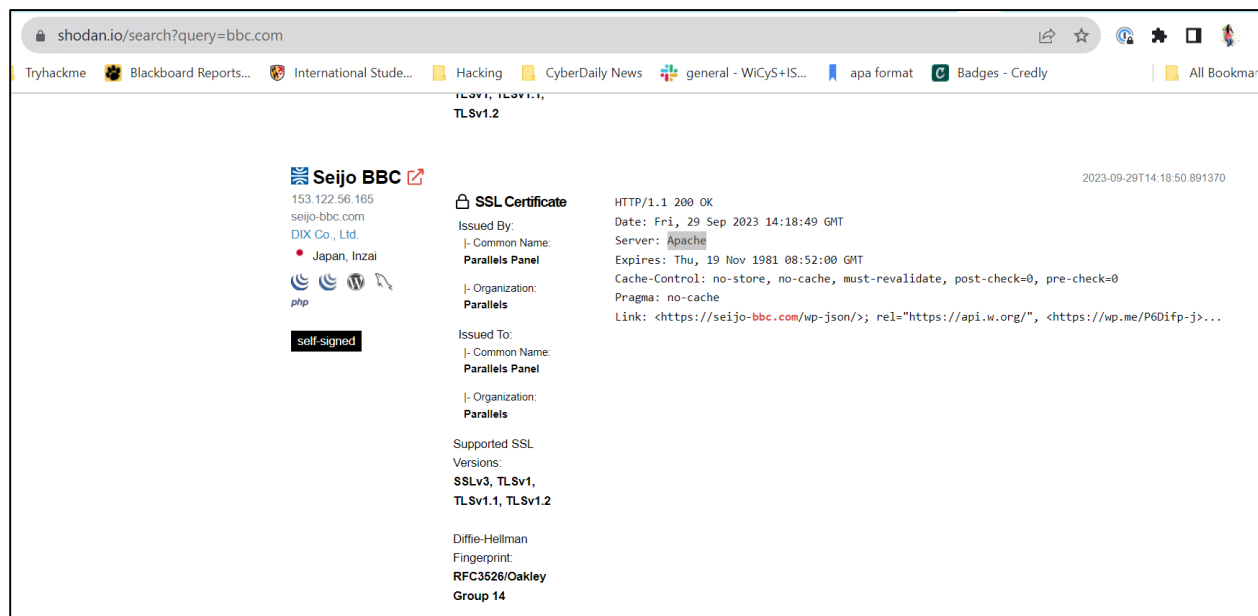 shodan.io/search?query=bbc.com
Tryhackme Blackboard Reports... International Stude... Hacking CyberDaily News general - WiCyS+IS... apa format Badges - Credly All Bookmar
TLSv1, TLSv1.1,
TLSv1.2
Seijo BBC
2023-09-29T14:18:50.891370
153.122.56.165
seijo-bbc.com
DIX Co., Ltd.
Japan, Inzai
php
self-signed
SSL Certificate
Issued By:
|- Common Name:
Parallels Panel
|- Organization:
Parallels
Issued To:
|- Common Name:
Parallels Panel
|- Organization:
Parallels
Supported SSL
Versions:
SSLv3, TLSv1,
TLSv1.1, TLSv1.2
Diffie-Hellman
Fingerprint:
RFC3526/Oakley
Group 14
HTTP/1.1 200 OK
Date: Fri, 29 Sep 2023 14:18:49 GMT
Server: Apache
Expires: Thu, 19 Nov 1981 08:52:00 GMT
Cache-Control: no-store, no-cache, must-revalidate, post-check=0, pre-check=0
Pragma: no-cache
Link: <https://seijo-bbc.com/wp-json/>; rel="https://api.w.org/", <https://wp.me/P6Difp-j>...